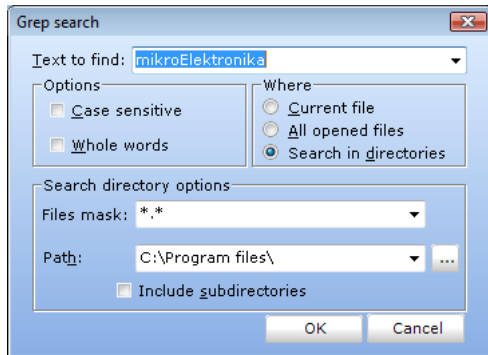 Grep search
Text to find: mikroElektronika
Options
Case sensitive
Whole words
Where
Current file
All opened files
Search in directories
Search directory options
Files mask: *.*
Path: C:\Program files\ ...
Include subdirectories
OK Cancel